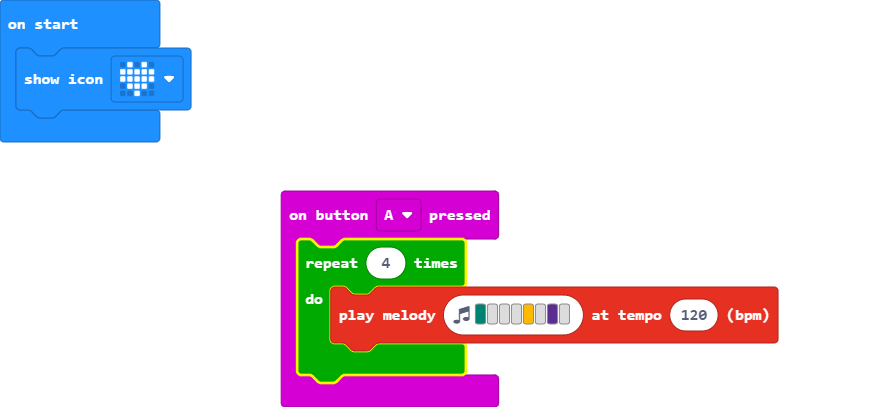 on start
show icon
on button A pressed
repeat 4 times
do
play melody at tempo 120 (bpm)